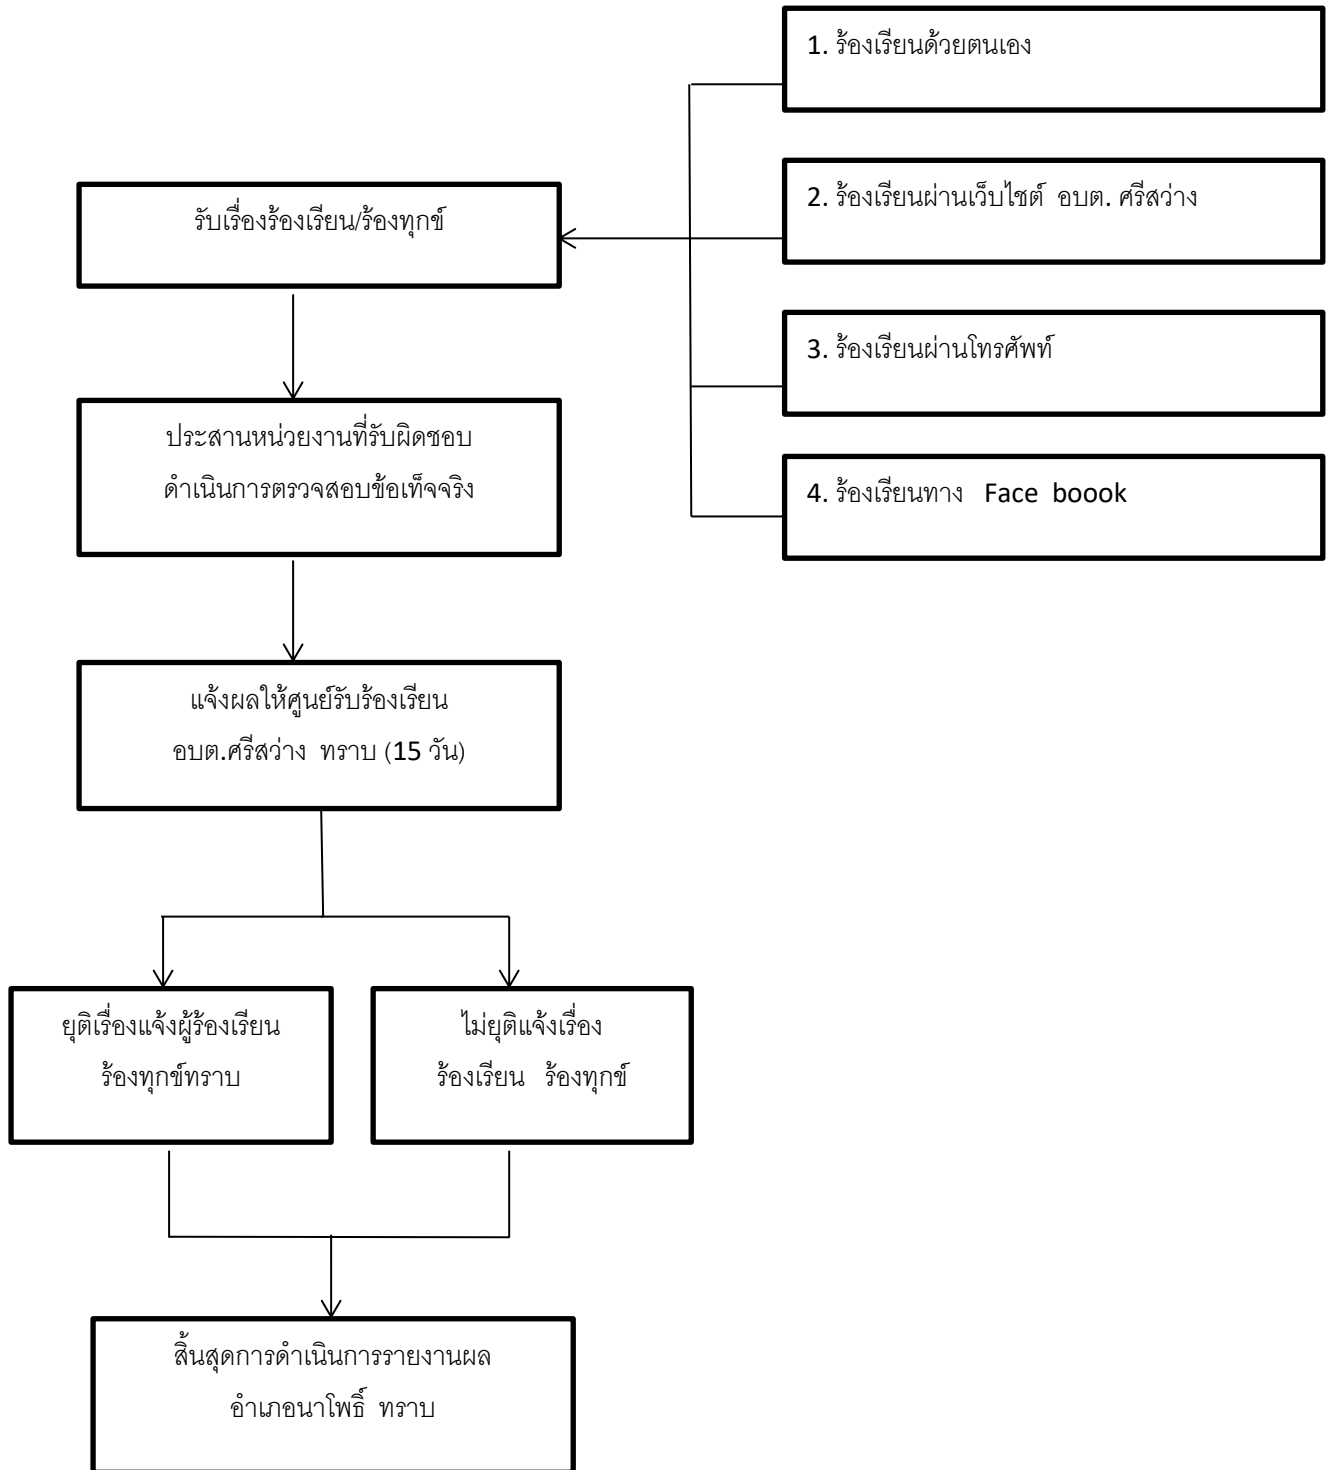 1. ร้องเรียนด้วยตนเอง
2. ร้องเรียนผ่านเว็บไซต์ อบต. ศรีสว่าง
รับเรื่องร้องเรียน/ร้องทุกข์
3. ร้องเรียนผ่านโทรศัพท์
ประสานหน่วยงานที่รับผิดชอบ
ดำเนินการตรวจสอบข้อเท็จจริง
4. ร้องเรียนทาง Face boook
แจ้งผลให้ศูนย์รับร้องเรียน
อบต.ศรีสว่าง ทราบ (15 วัน)
ยุติเรื่องแจ้งผู้ร้องเรียน
ร้องทุกข์ทราบ
ไม่ยุติแจ้งเรื่อง
ร้องเรียน ร้องทุกข์
สิ้นสุดการดำเนินการรายงานผล
อำเภอนาโพธิ์ ทราบ